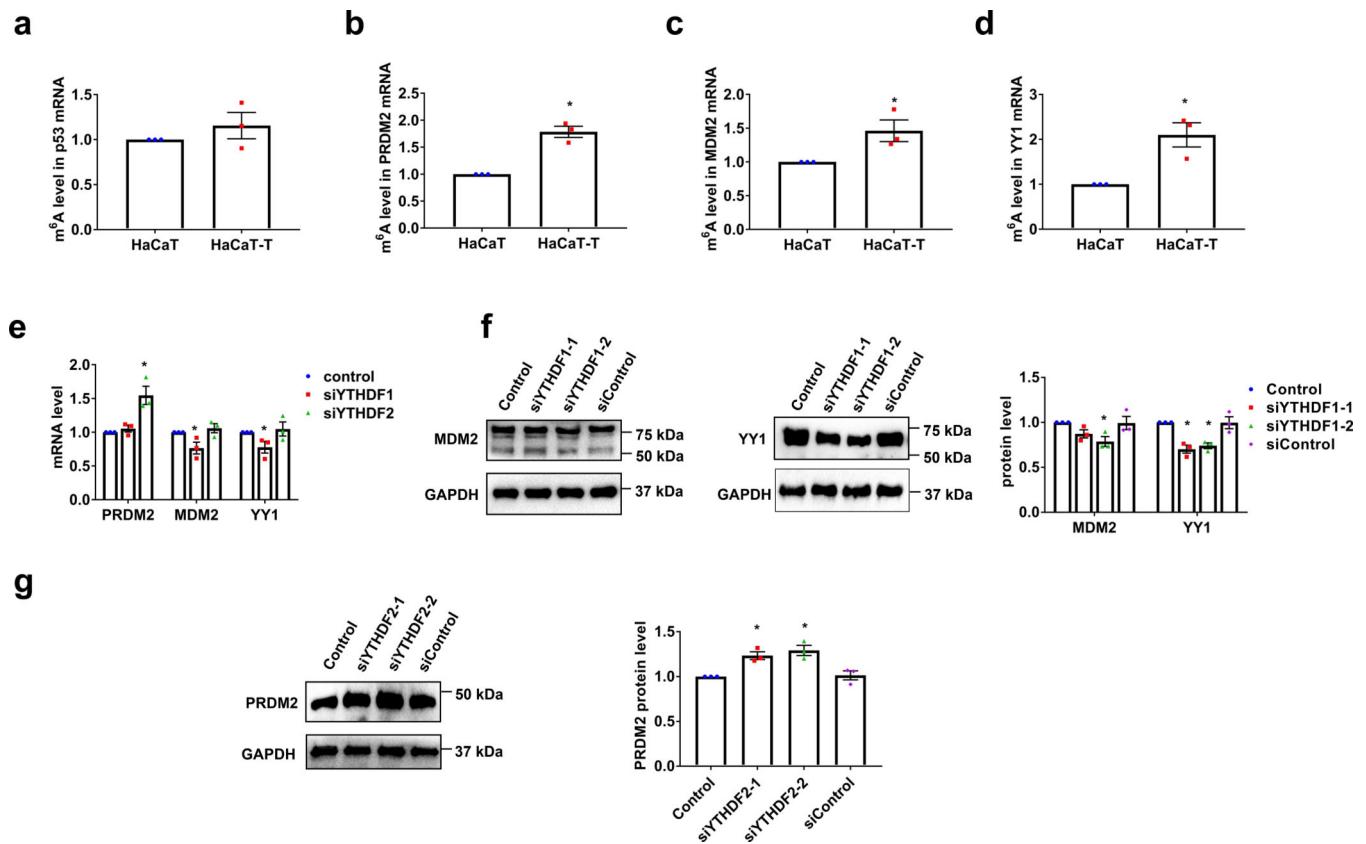 a
m6A level in p53 mRNA
1.5
1.0
0.5
0.0
HaCaT HaCaT-T
b
m6A level in PRDM2 mRNA
2.5
2.0
1.5
1.0
0.5
0.0
*
HaCaT HaCaT-T
c
m6A level in MDM2 mRNA
2.0
1.5
1.0
0.5
0.0
*
HaCaT HaCaT-T
d
m6A level in YY1 mRNA
3
2
1
0
*
HaCaT HaCaT-T
e
mRNA level
2.0
1.5
1.0
0.5
0.0
*
* *
PRDM2 MDM2 YY1
control
siYTHDF1
siYTHDF2
f
Control siYTHDF1-1 siYTHDF1-2 siControl
MDM2
75 kDa
50 kDa
GAPDH
37 kDa
Control siYTHDF1-1 siYTHDF1-2 siControl
YY1
75 kDa
50 kDa
GAPDH
37 kDa
protein level
1.5
1.0
0.5
0.0
* * *
MDM2 YY1
Control
siYTHDF1-1
siYTHDF1-2
siControl
g
Control siYTHDF2-1 siYTHDF2-2 siControl
PRDM2
50 kDa
GAPDH
37 kDa
PRDM2 protein level
1.5
1.0
0.5
0.0
* *
Control siYTHDF2-1 siYTHDF2-2 siControl